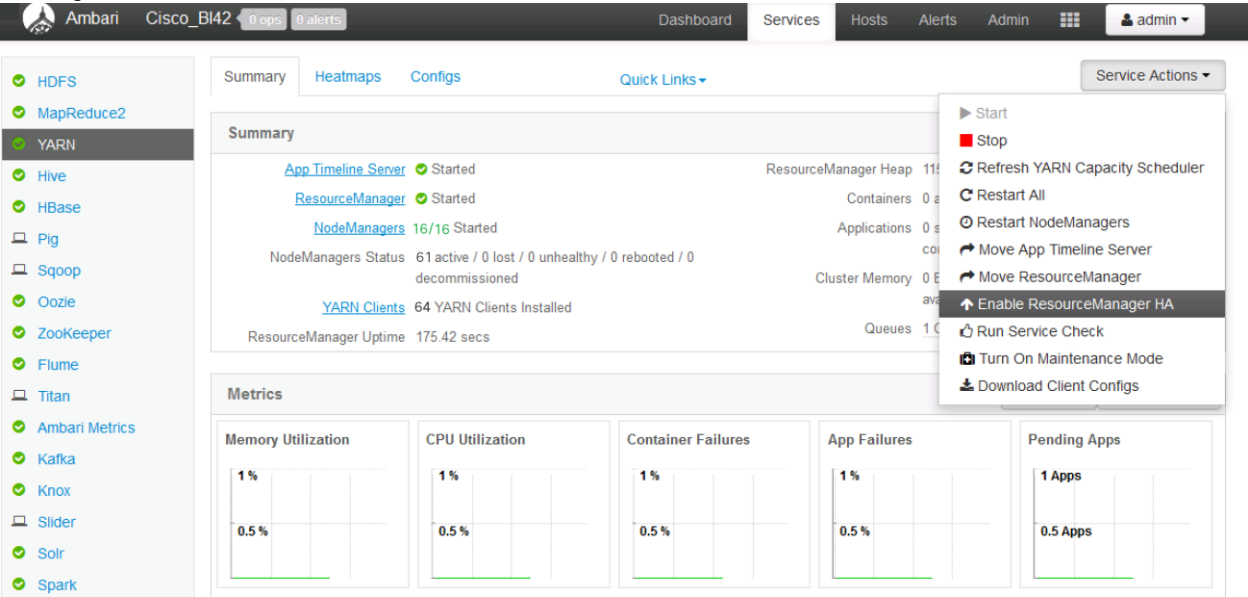 Ambari Cisco_BI42 0 ops 0 alerts Dashboard Services Hosts Alerts Admin admin
HDFS
MapReduce2
YARN
Hive
HBase
Pig
Sqoop
Oozie
ZooKeeper
Flume
Titan
Ambari Metrics
Kafka
Knox
Slider
Solr
Spark
Summary Heatmaps Configs Quick Links Service Actions
Summary
App Timeline Server Started
ResourceManager Started
NodeManagers 16/16 Started
NodeManagers Status 61 active / 0 lost / 0 unhealthy / 0 rebooted / 0
decommissioned
YARN Clients 64 YARN Clients Installed
ResourceManager Uptime 175.42 secs
ResourceManager Heap
Containers 0
Applications 0
Cluster Memory 0
Queues 1
Start
Stop
Refresh YARN Capacity Scheduler
Restart All
Restart NodeManagers
Move App Timeline Server
Move ResourceManager
Enable ResourceManager HA
Run Service Check
Turn On Maintenance Mode
Download Client Configs
Metrics
Memory Utilization CPU Utilization Container Failures App Failures Pending Apps
1 % 1 % 1 % 1 % 1 Apps
0.5 % 0.5 % 0.5 % 0.5 % 0.5 Apps